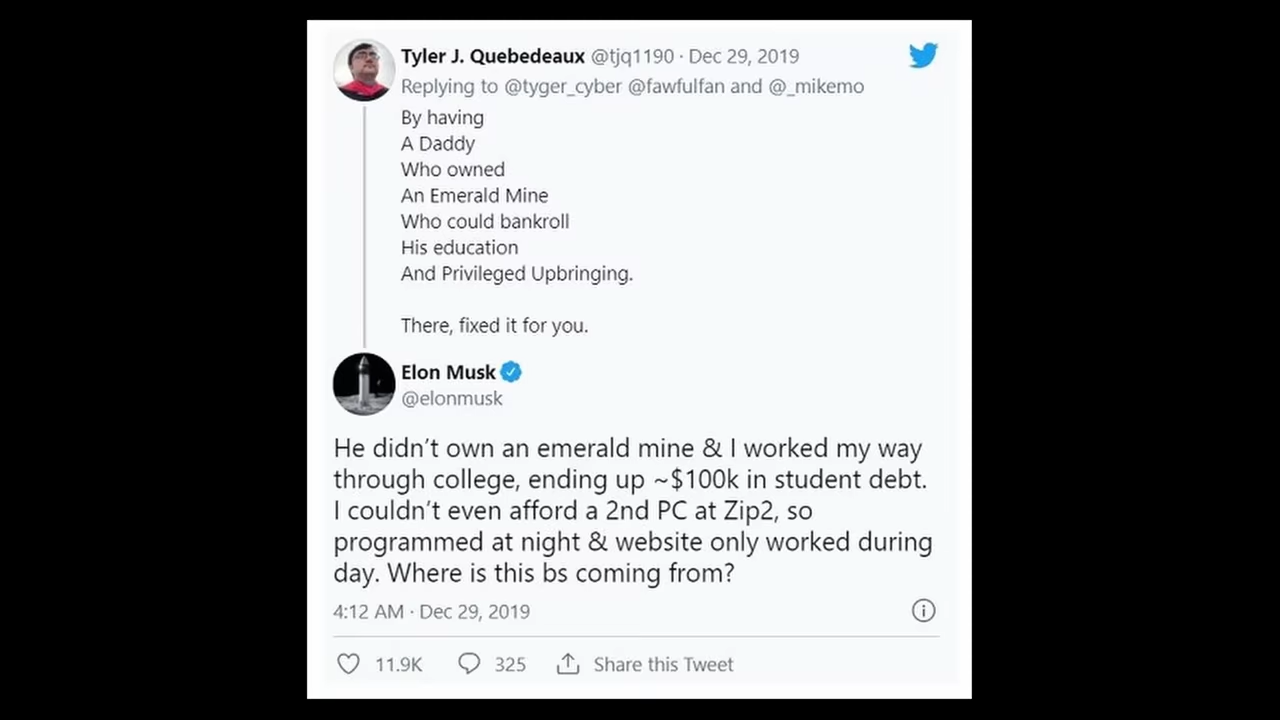 Tyler J. Quebedeaux @tjq1190 · Dec 29, 2019
Replying to @tyger_cyber @fawfulfan and @_mikemo
By having
A Daddy
Who owned
An Emerald Mine
Who could bankroll
His education
And Privileged Upbringing.
There, fixed it for you.
Elon Musk
@elonmusk
He didn’t own an emerald mine & I worked my way
through college, ending up ~$100k in student debt.
I couldn’t even afford a 2nd PC at Zip2, so
programmed at night & website only worked during
day. Where is this bs coming from?
4:12 AM · Dec 29, 2019
11.9K 325 Share this Tweet